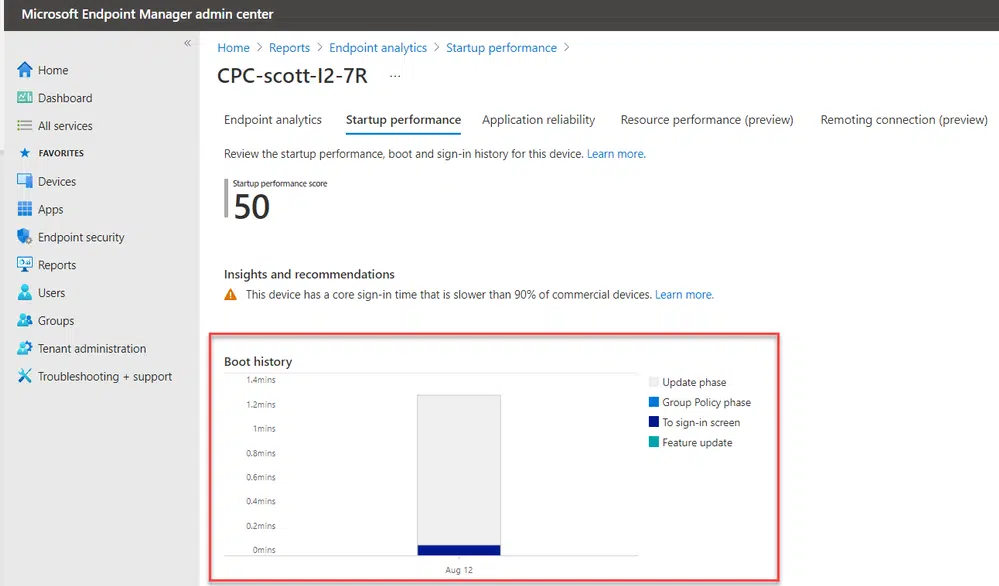 Microsoft Endpoint Manager admin center
«
Home
Dashboard
All services
FAVORITES
Devices
Apps
Endpoint security
Reports
Users
Groups
Tenant administration
Troubleshooting + support
Home > Reports > Endpoint analytics > Startup performance >
CPC-scott-I2-7R ...
Endpoint analytics Startup performance Application reliability Resource performance (preview) Remoting connection (preview)
Review the startup performance, boot and sign-in history for this device. Learn more.
Startup performance score
50
Insights and recommendations
This device has a core sign-in time that is slower than 90% of commercial devices. Learn more.
Boot history
1.4mins
1.2mins
1mins
0.8mins
0.6mins
0.4mins
0.2mins
0mins
Aug 12
Update phase
Group Policy phase
To sign-in screen
Feature update